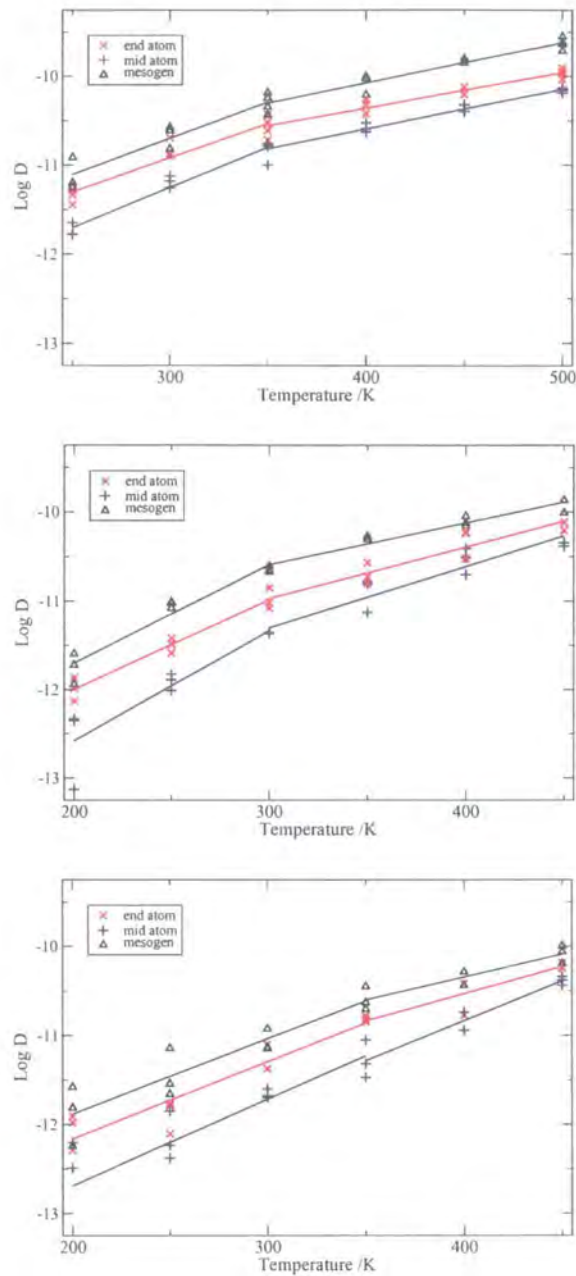 end atom
mid atom
mesogen
-10
-11
-12
-13
Log D
300
400
500
Temperature /K
end atom
mid atom
mesogen
-10
-11
-12
-13
Log D
200
300
400
Temperature /K
end atom
mid atom
mesogen
-10
-11
-12
-13
Log D
200
300
400
Temperature /K